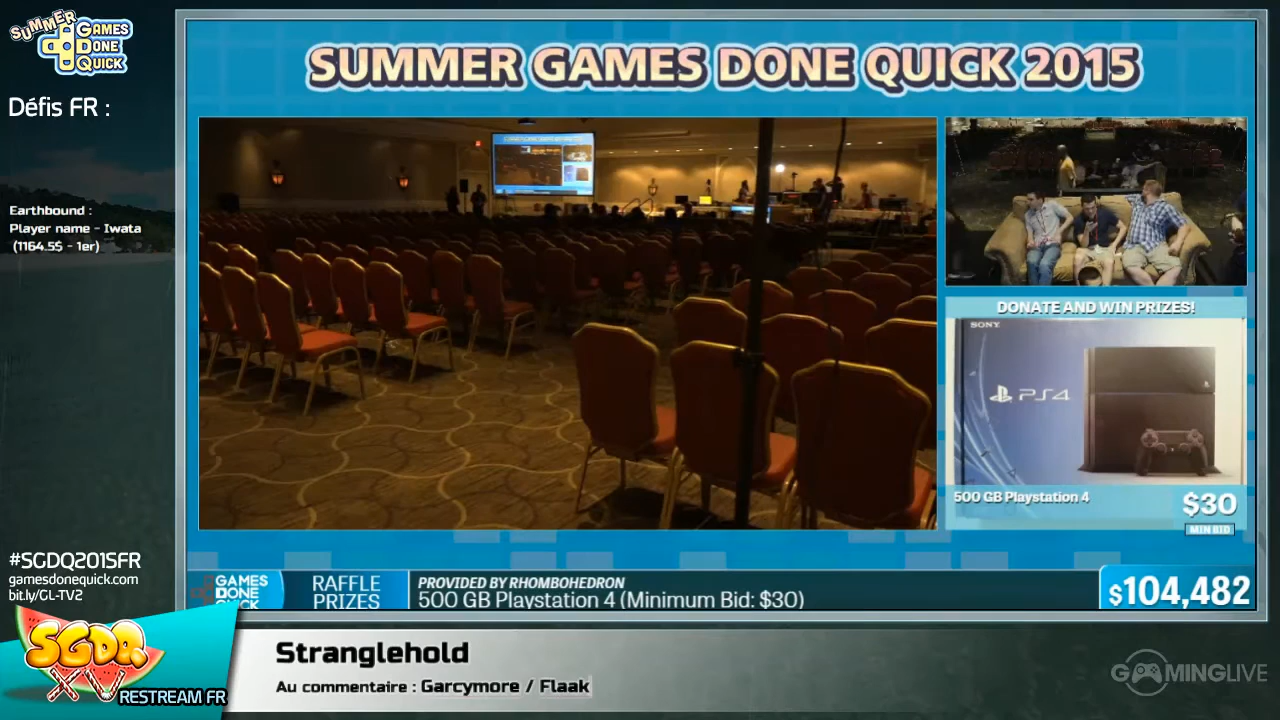 SUMMER
GAMES
DONE
QUICK
Défis FR :
Earthbound :
Player name - Iwata
(1164.5$ - 1er)
#SGDQ2015FR
gamesdonequick.com
bit.ly/GL-TV2
SUMMER GAMES DONE QUICK 2015
DONATE AND WIN PRIZES!
SONY
PS4
500 GB Playstation 4
$30
MIN BID
GAMES
DONE
QUICK
RAFFLE
PRIZES
PROVIDED BY RHOMBOHEDRON
500 GB Playstation 4 (Minimum Bid: $30)
$104,482
SGDQ
XV
RESTREAM FR
Stranglehold
Au commentaire : Garcymore / Flaak
GAMINGLIVE